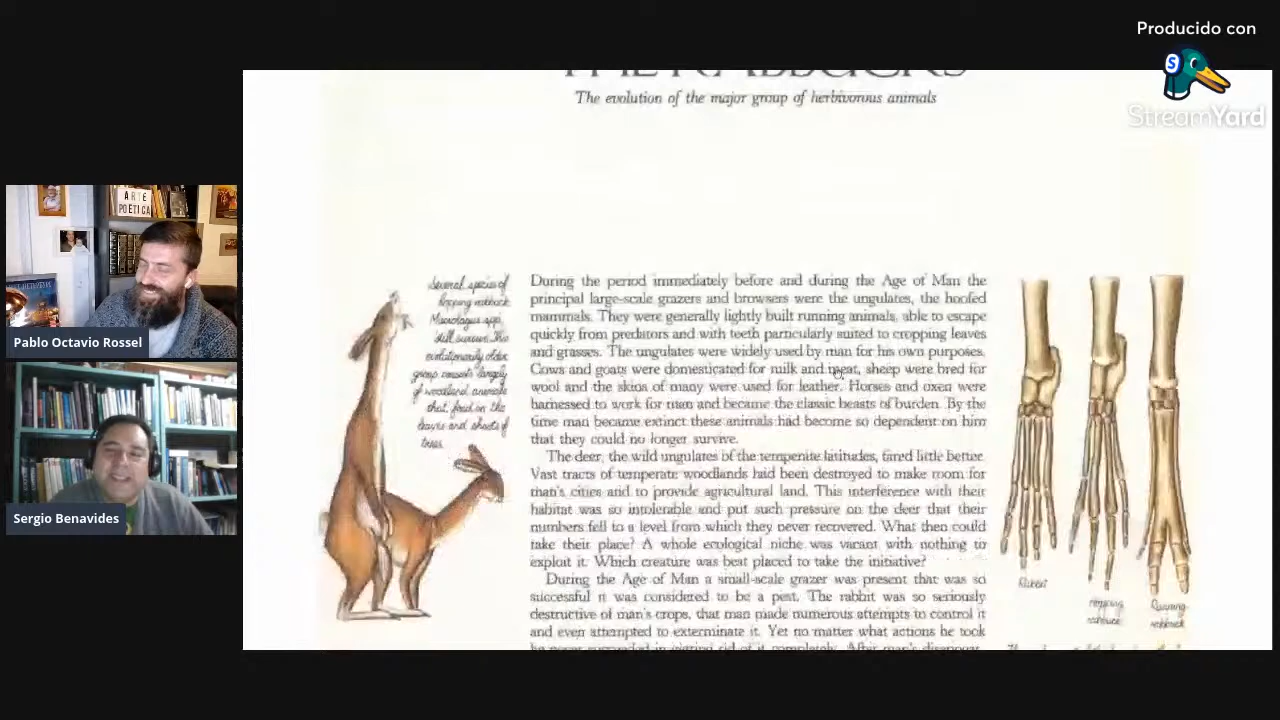 Producido con
StreamYard
S
ARTE
POÉTICA
Pablo Octavio Rossel
Sergio Benavides
The evolution of the major group of herbivorous animals
Several species of
hopping rabbuck
Macrolagus spp.
still survive. This
evolutionarily older
group consists largely
of woodland animals
that feed on the
leaves and shoots of
trees.
During the period immediately before and during the Age of Man the
principal large-scale grazers and browsers were the ungulates, the hoofed
mammals. They were generally lightly built running animals, able to escape
quickly from predators and with teeth particularly suited to cropping leaves
and grasses. The ungulates were widely used by man for his own purposes.
Cows and goats were domesticated for milk and meat, sheep were bred for
wool and the skins of many were used for leather. Horses and oxen were
harnessed to work for man and became the classic beasts of burden. By the
time man became extinct these animals had become so dependent on him
that they could no longer survive.
The deer, the wild ungulates of the temperate latitudes, fared little better.
Vast tracts of temperate woodlands had been destroyed to make room for
man's cities and to provide agricultural land. This interference with their
habitat was so intolerable and put such pressure on the deer that their
numbers fell to a level from which they never recovered. What then could
take their place? A whole ecological niche was vacant with nothing to
exploit it. Which creature was best placed to take the initiative?
During the Age of Man a small-scale grazer was present that was so
successful it was considered to be a pest. The rabbit was so seriously
destructive of man's crops, that man made numerous attempts to control it
and even attempted to exterminate it. Yet no matter what actions he took
Rabbit
Hopping
rabbuck
Running
rabbuck